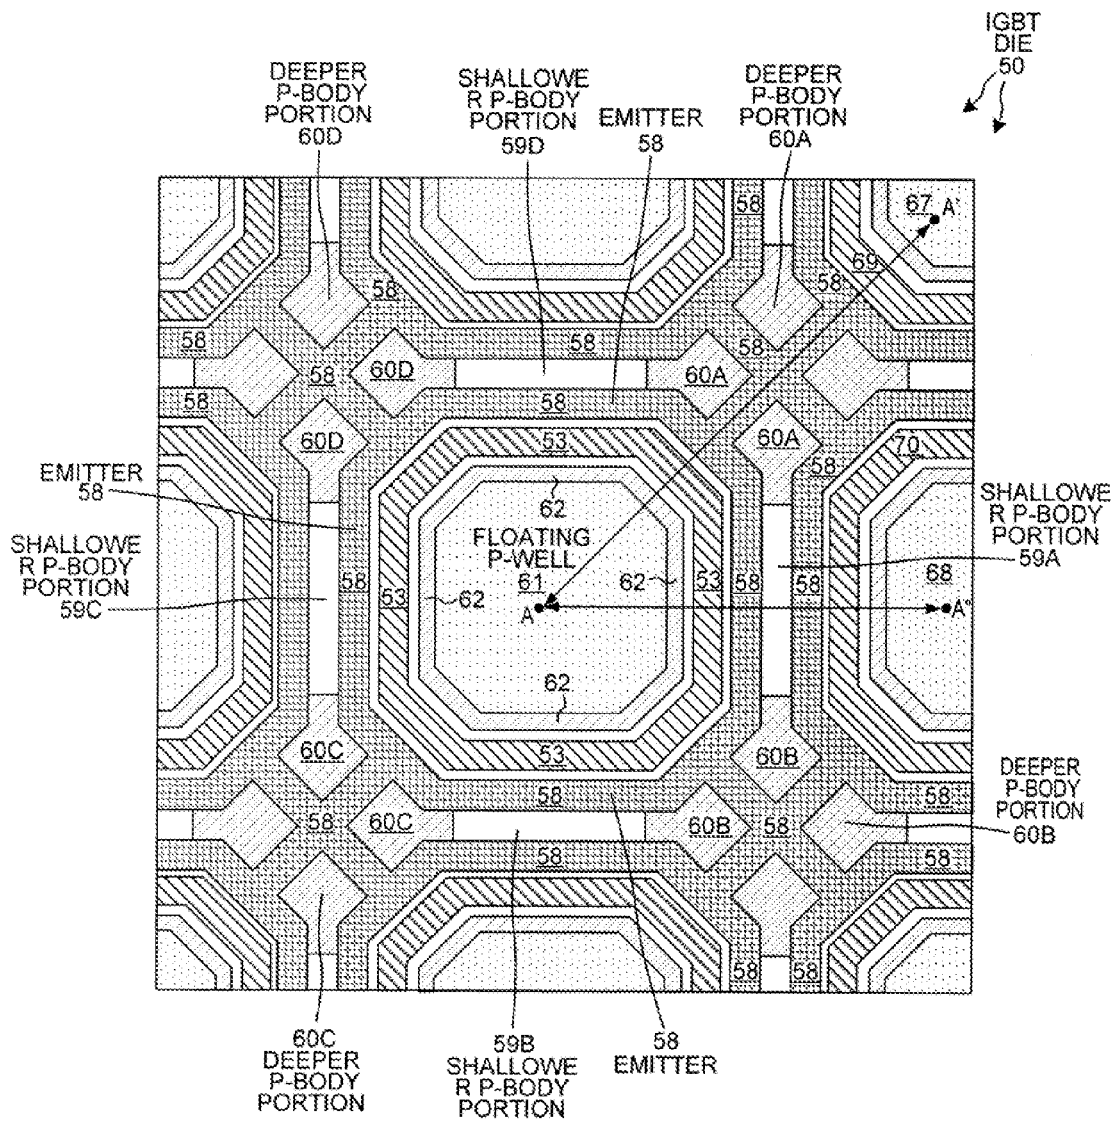 IGBT
DIE
50
DEEPER
P-BODY
PORTION
60D
SHALLOWE
R P-BODY
PORTION
59D
EMITTER
58
DEEPER
P-BODY
PORTION
60A
58
67
A'
69
58
58
58
58
58
58
60D
58
60A
58
58
60D
53
60A
58
70
EMITTER
58
62
SHALLOWE
R P-BODY
PORTION
59A
SHALLOWE
R P-BODY
PORTION
59C
FLOATING
P-WELL
61
58
53
62
62
53
58
58
68
A
A"
62
60C
53
60B
58
58
DEEPER
P-BODY
PORTION
60B
58
60C
60B
58
58
58
58
58
60C
DEEPER
P-BODY
PORTION
59B
SHALLOWE
R P-BODY
PORTION
58
EMITTER